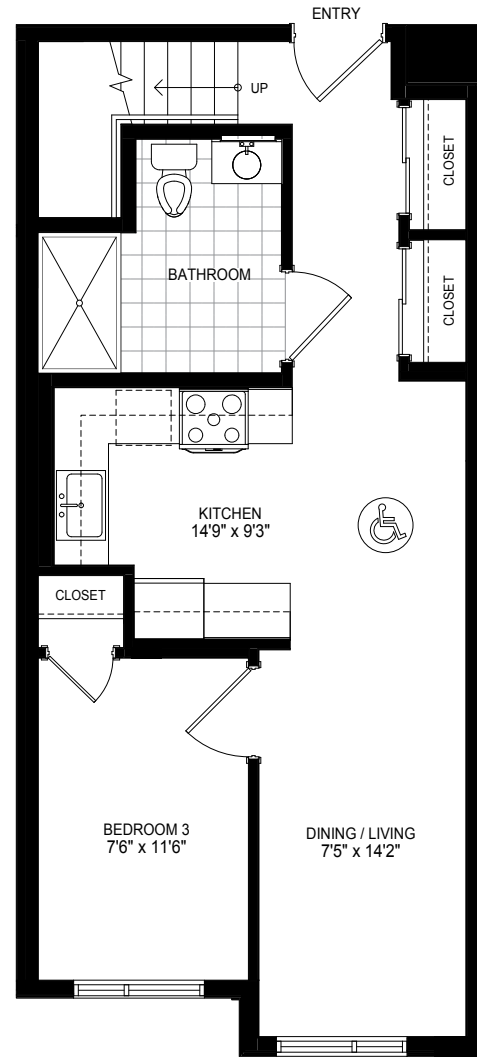 ENTRY
UP
CLOSET
BATHROOM
CLOSET
KITCHEN
14'9" x 9'3"
CLOSET
BEDROOM 3
7'6" x 11'6"
DINING / LIVING
7'5" x 14'2"